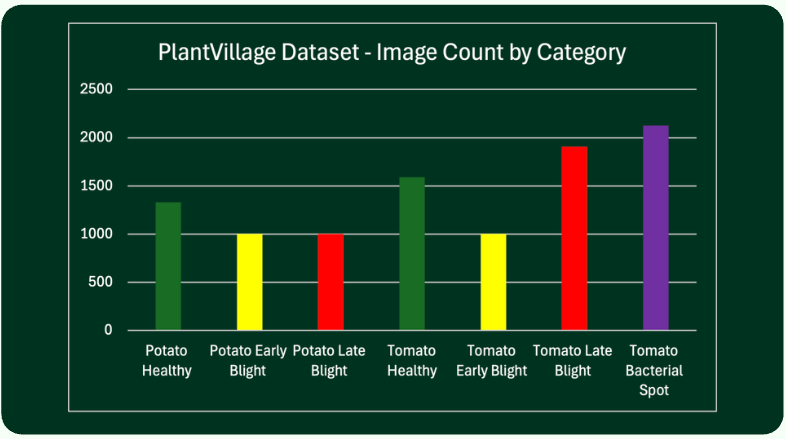 PlantVillage Dataset - Image Count by Category
2500
2000
1500
1000
500
0
Potato Healthy
Potato Early Blight
Potato Late Blight
Tomato Healthy
Tomato Early Blight
Tomato Late Blight
Tomato Bacterial Spot